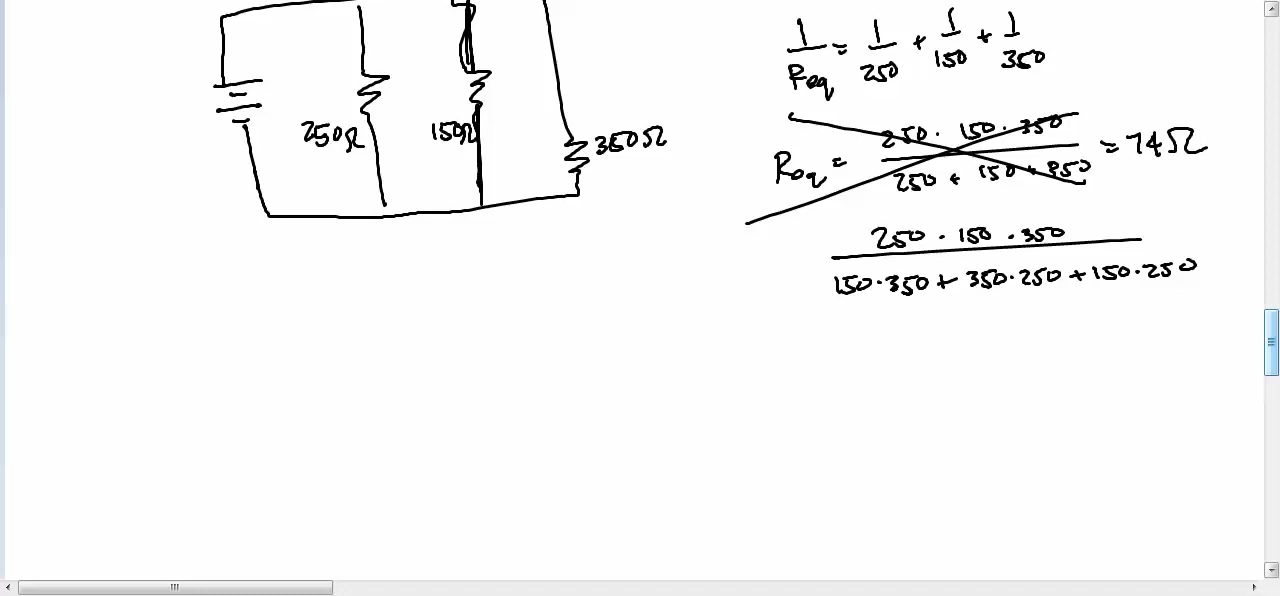 1/Req = 1/250 + 1/150 + 1/350
250Ω 150Ω 350Ω
Req = 250 · 150 · 350 / 250 + 150 + 350 = 74Ω
250 · 150 · 350
150·350 + 350·250 + 150·250